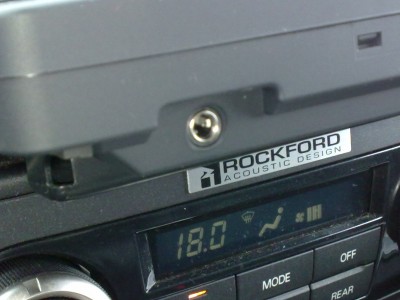 ROCKFORD
ACOUSTIC DESIGN
18.0
MODE
OFF
REAR